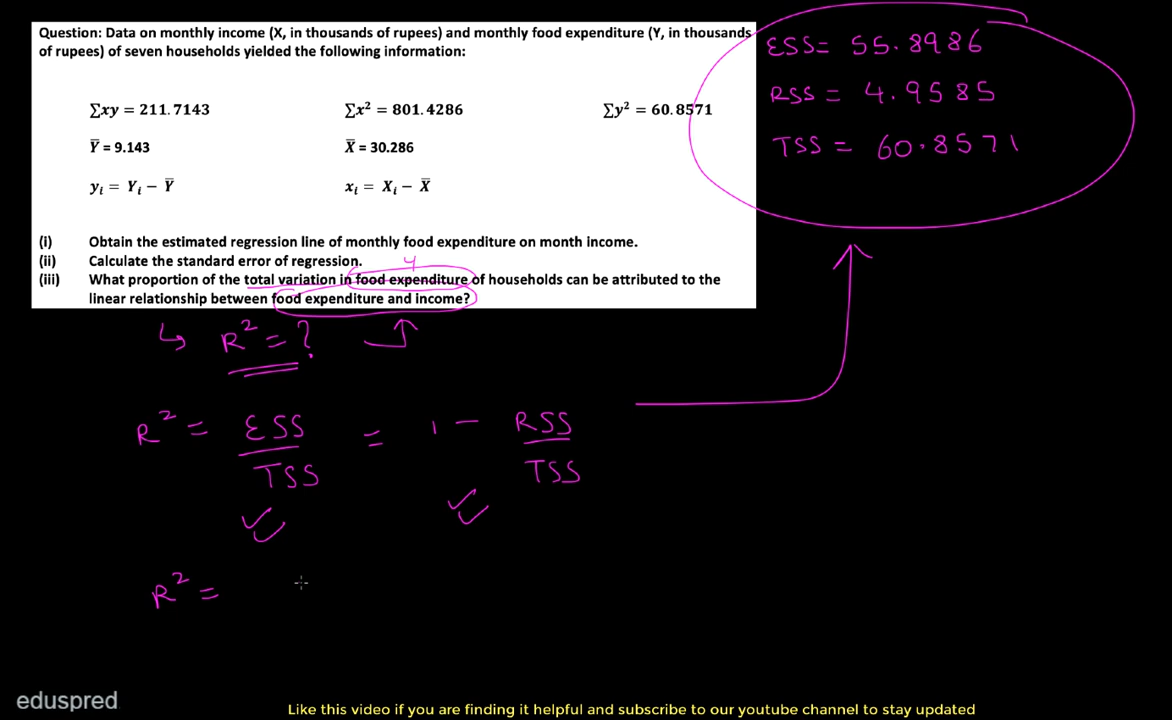 Question: Data on monthly income (X, in thousands of rupees) and monthly food expenditure (Y, in thousands
of rupees) of seven households yielded the following information:
∑xy = 211.7143 ∑x² = 801.4286 ∑y² = 60.8571
Y̅ = 9.143 X̅ = 30.286
yᵢ = Yᵢ − Y̅ xᵢ = Xᵢ − X̅
(i) Obtain the estimated regression line of monthly food expenditure on month income.
(ii) Calculate the standard error of regression.
Y
(iii) What proportion of the total variation in food expenditure of households can be attributed to the
linear relationship between food expenditure and income?
ESS = 55.8986
RSS = 4.9585
TSS = 60.8571
↳ R² = ?
R² = ESS/TSS = 1 − RSS/TSS
R² =
eduspred
Like this video if you are finding it helpful and subscribe to our youtube channel to stay updated